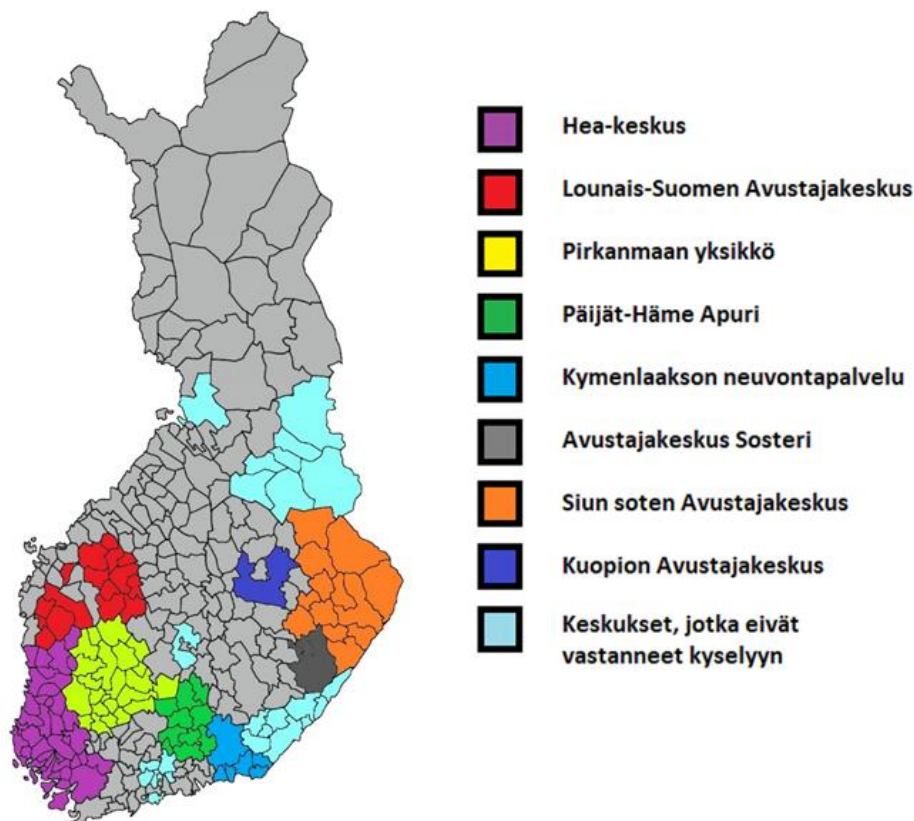 Hea-keskus
Lounais-Suomen Avustajakeskus
Pirkanmaan yksikkö
Päijät-Häme Apuri
Kymenlaakson neuvontapalvelu
Avustajakeskus Sosteri
Siun soten Avustajakeskus
Kuopion Avustajakeskus
Keskukset, jotka eivät
vastanneet kyselyyn